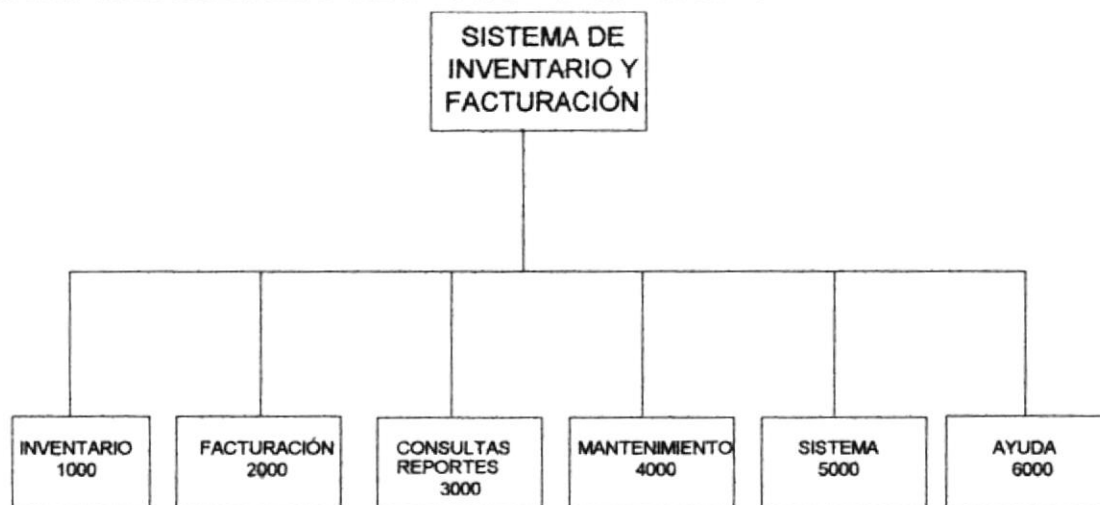 SISTEMA DE
INVENTARIO Y
FACTURACIÓN
INVENTARIO
1000
FACTURACIÓN
2000
CONSULTAS
REPORTES
3000
MANTENIMIENTO
4000
SISTEMA
5000
AYUDA
6000